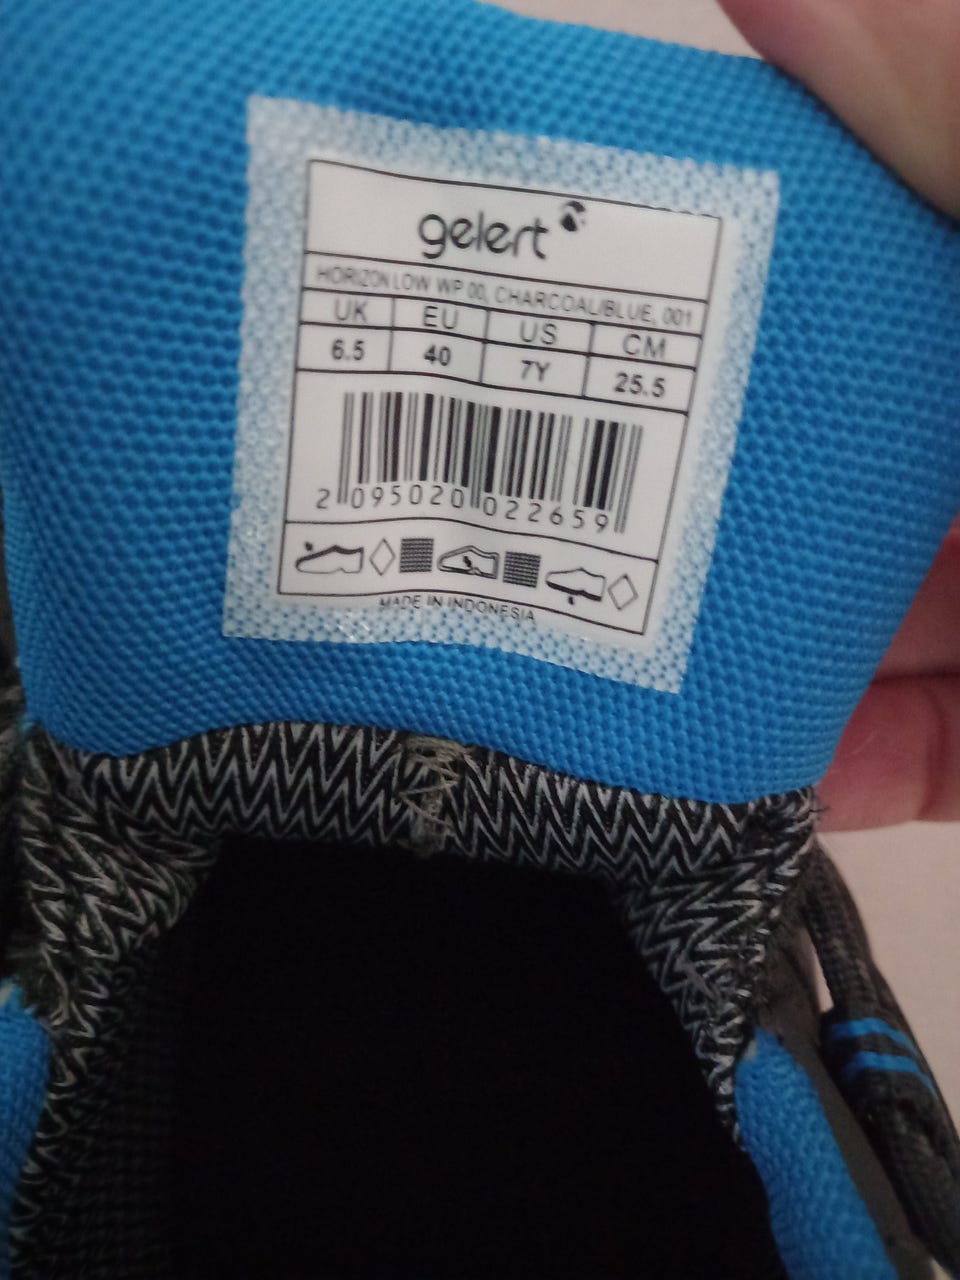 gelert
HORIZON LOW WP 00, CHARCOAL/BLUE, 001
UK EU US CM
6.5 40 7Y 25.5
2 095020 022659
MADE IN INDONESIA